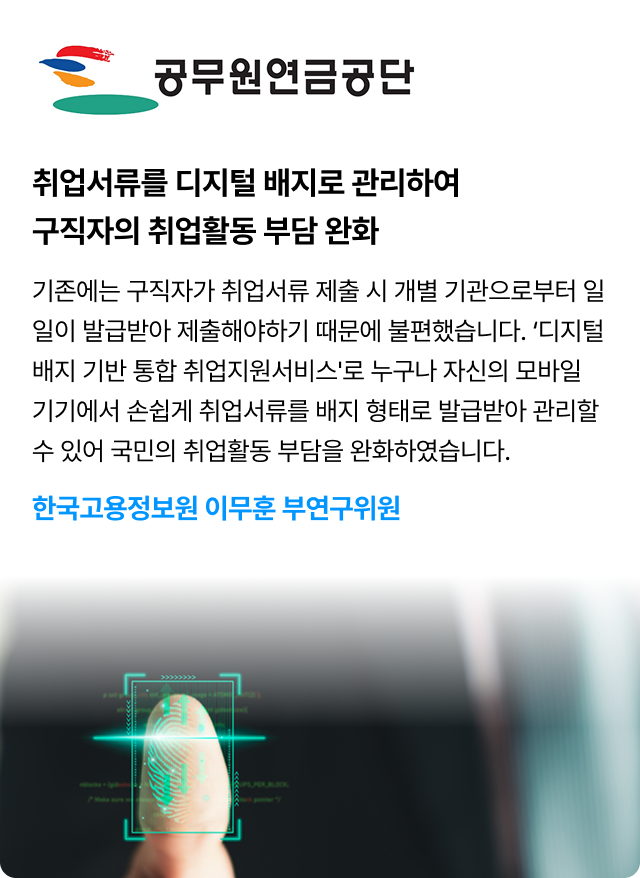 공무원연금공단
취업서류를 디지털 배지로 관리하여
구직자의 취업활동 부담 완화
기존에는 구직자가 취업서류 제출 시 개별 기관으로부터 일
일이 발급받아 제출해야하기 때문에 불편했습니다. ‘디지털
배지 기반 통합 취업지원서비스'로 누구나 자신의 모바일
기기에서 손쉽게 취업서류를 배지 형태로 발급받아 관리할
수 있어 국민의 취업활동 부담을 완화하였습니다.
한국고용정보원 이무훈 부연구위원